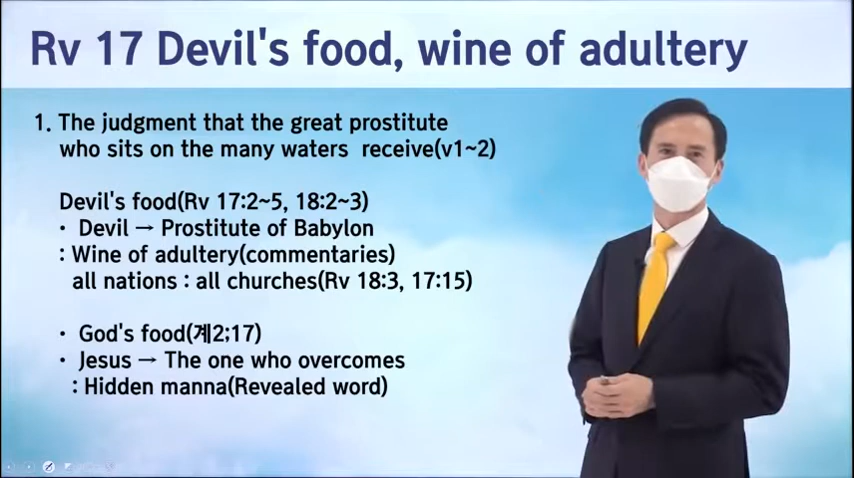 Rv 17 Devil's food, wine of adultery
1. The judgment that the great prostitute
who sits on the many waters receive(v1~2)
Devil's food(Rv 17:2~5, 18:2~3)
· Devil → Prostitute of Babylon
: Wine of adultery(commentaries)
all nations : all churches(Rv 18:3, 17:15)
· God's food(계2;17)
· Jesus → The one who overcomes
: Hidden manna(Revealed word)